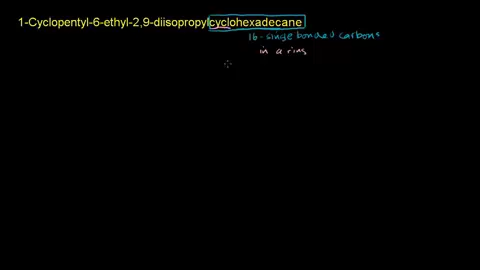 1-Cyclopentyl-6-ethyl-2,9-diisopropylcyclohexadecane
16 - single bonded carbons
in a ring